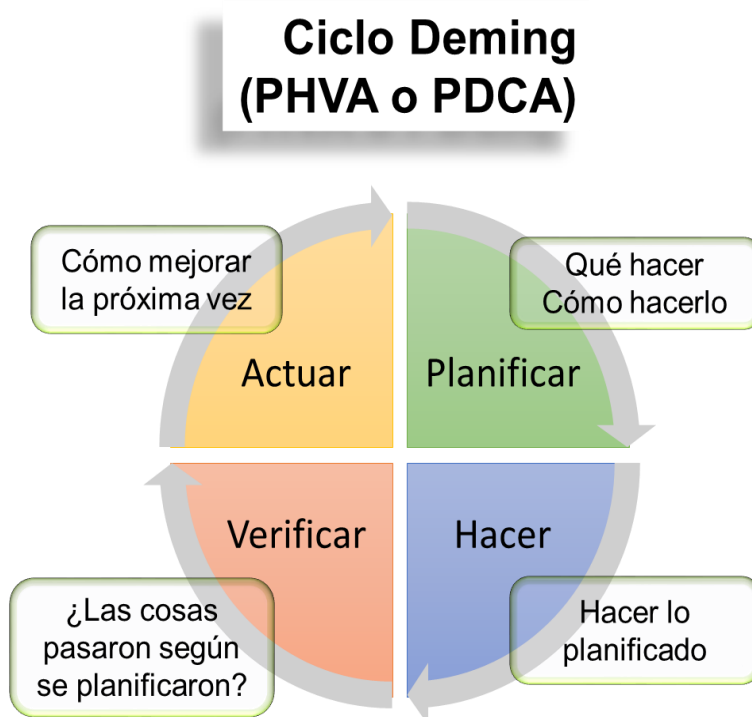 Ciclo Deming
(PHVA o PDCA)
Cómo mejorar
la próxima vez
Qué hacer
Cómo hacerlo
Actuar
Planificar
Verificar
Hacer
¿Las cosas
pasaron según
se planificaron?
Hacer lo
planificado